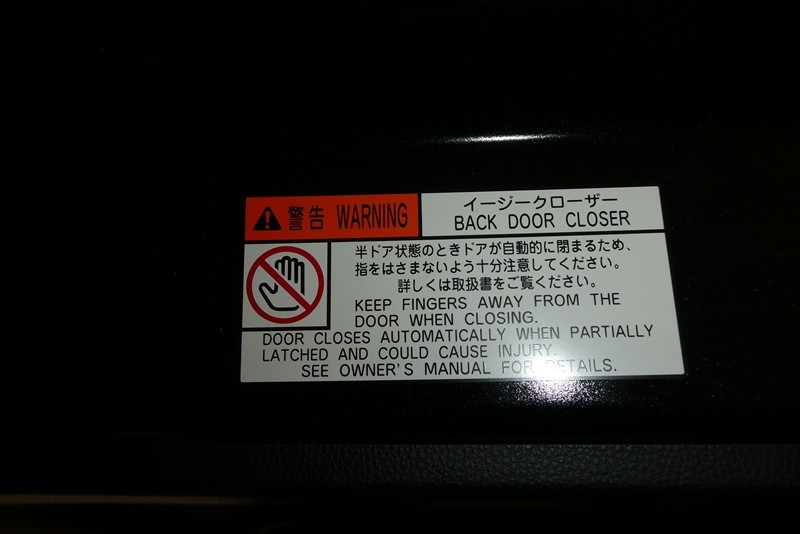 警告 WARNING
イージークローザー
BACK DOOR CLOSER
半ドア状態のときドアが自動的に閉まるため、
指をはさまないよう十分注意してください。
詳しくは取扱書をご覧ください。
KEEP FINGERS AWAY FROM THE
DOOR WHEN CLOSING.
DOOR CLOSES AUTOMATICALLY WHEN PARTIALLY
LATCHED AND COULD CAUSE INJURY.
SEE OWNER'S MANUAL FOR DETAILS.